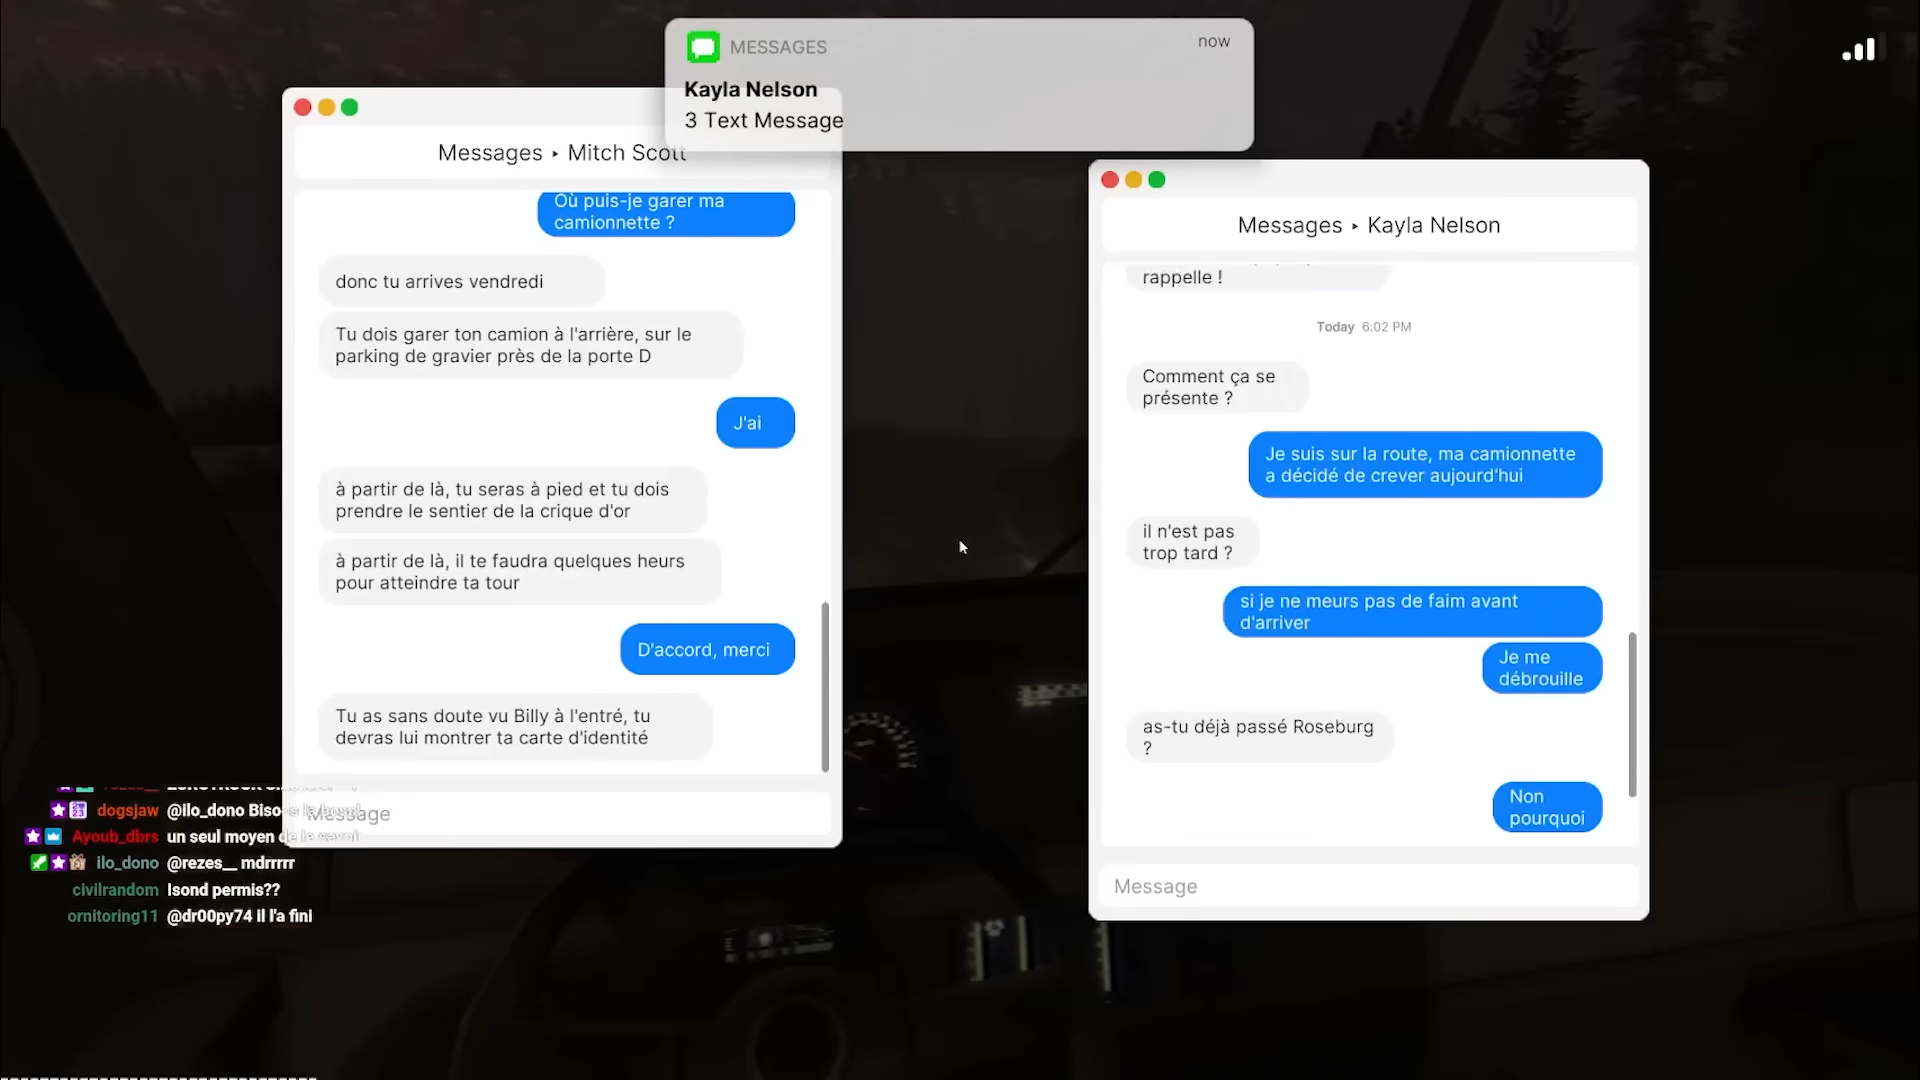 MESSAGES
now
Kayla Nelson
3 Text Message
Messages ▸ Mitch Scott
Où puis-je garer ma
camionnette ?
donc tu arrives vendredi
Tu dois garer ton camion à l'arrière, sur le
parking de gravier près de la porte D
J'ai
à partir de là, tu seras à pied et tu dois
prendre le sentier de la crique d'or
à partir de là, il te faudra quelques heurs
pour atteindre ta tour
D'accord, merci
Tu as sans doute vu Billy à l'entré, tu
devras lui montrer ta carte d'identité
Message
Messages ▸ Kayla Nelson
rappelle !
Today 6:02 PM
Comment ça se
présente ?
Je suis sur la route, ma camionnette
a décidé de crever aujourd'hui
il n'est pas
trop tard ?
si je ne meurs pas de faim avant
d'arriver
Je me
débrouille
as-tu déjà passé Roseburg
?
Non
pourquoi
Message
dogsjaw @ilo_dono
Ayoub_dbrs un seul moyen de le savoir
ilo_dono @rezes__ mdrrrrr
civilrandom Isond permis??
ornitoring11 @dr00py74 il l'a fini